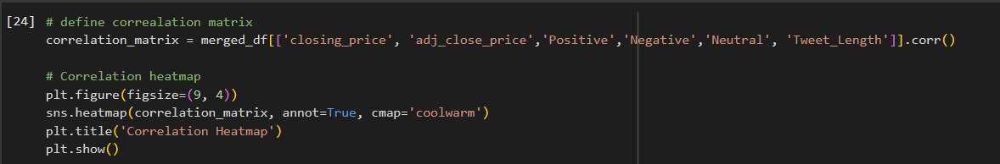 [24] # define correalation matrix
correlation_matrix = merged_df[['closing_price', 'adj_close_price','Positive','Negative','Neutral', 'Tweet_Length']].corr()
# Correlation heatmap
plt.figure(figsize=(9, 4))
sns.heatmap(correlation_matrix, annot=True, cmap='coolwarm')
plt.title('Correlation Heatmap')
plt.show()